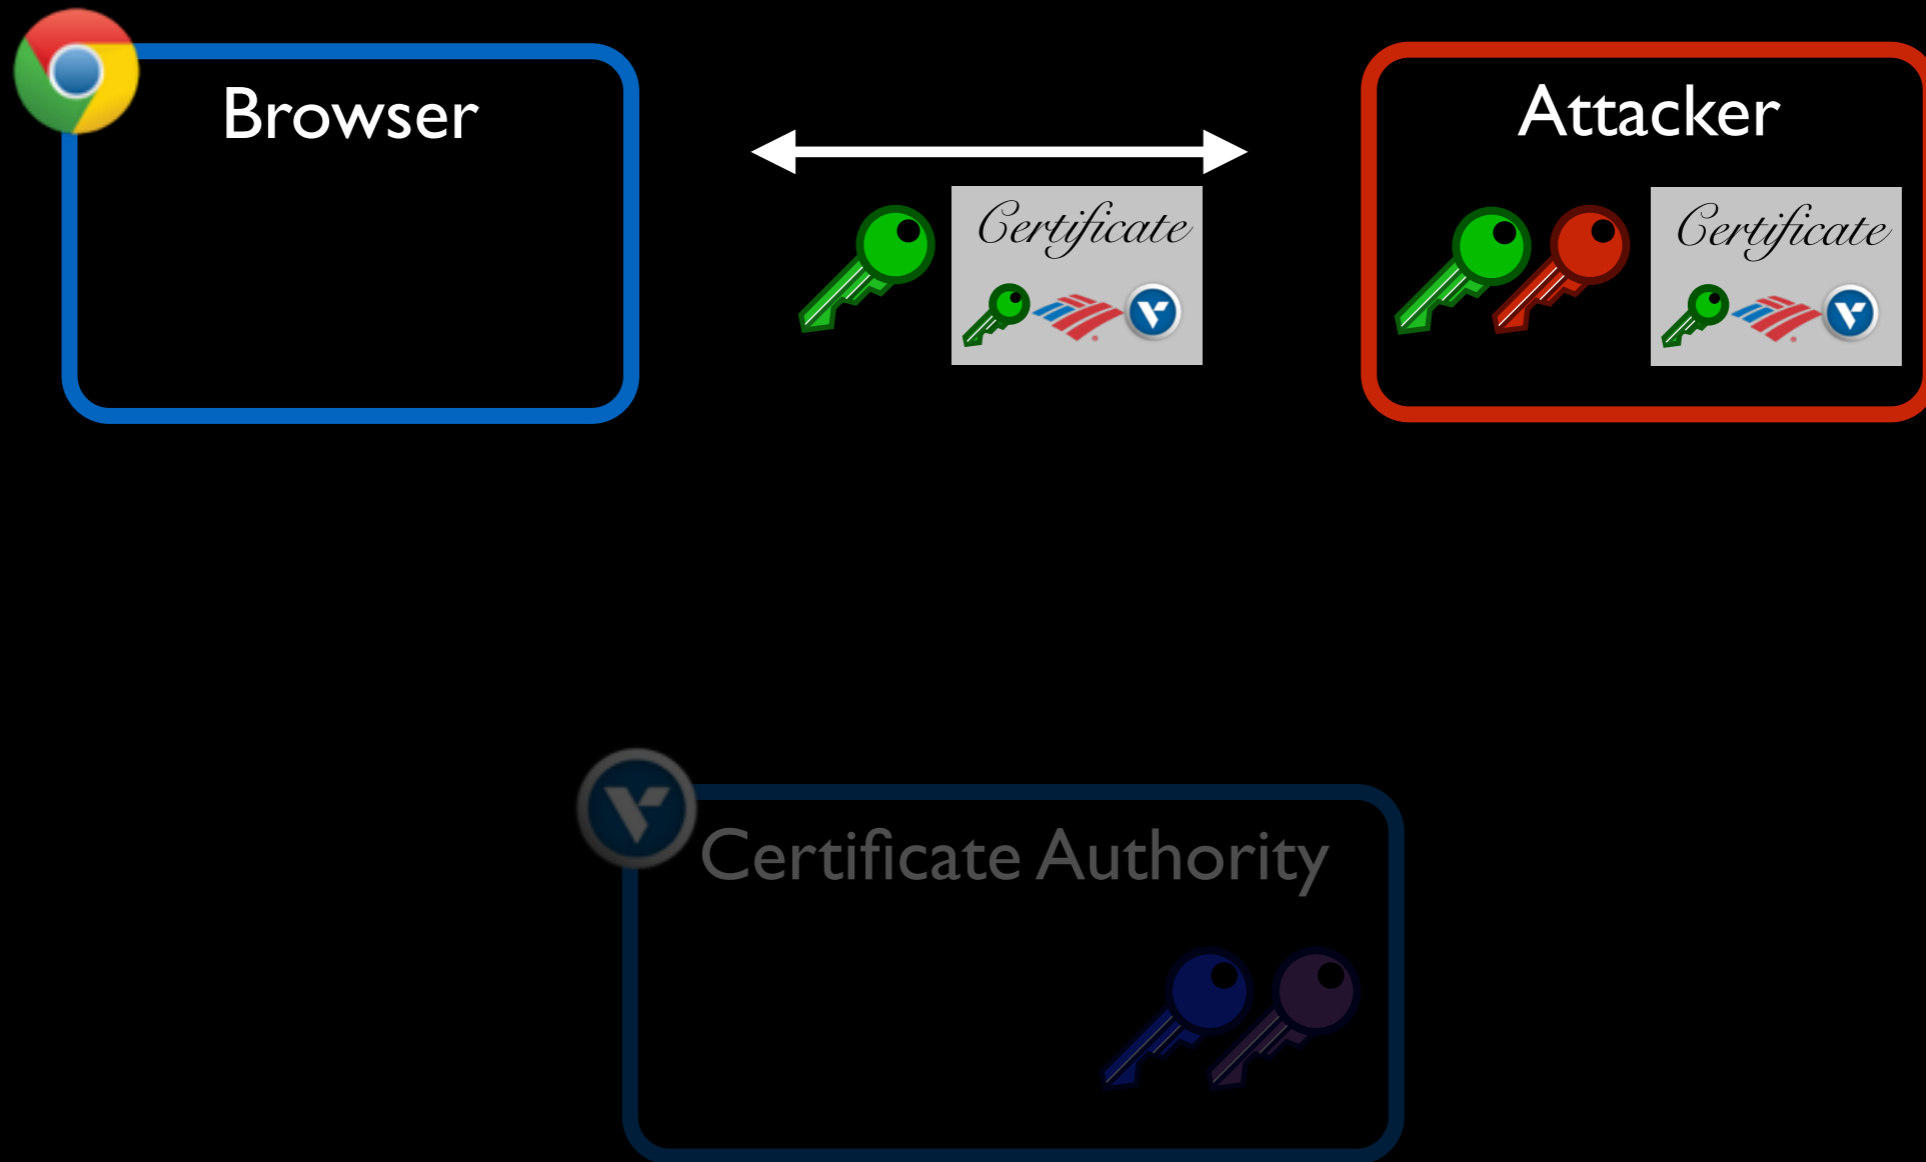 Browser
Attacker
Certificate
Certificate
Certificate Authority